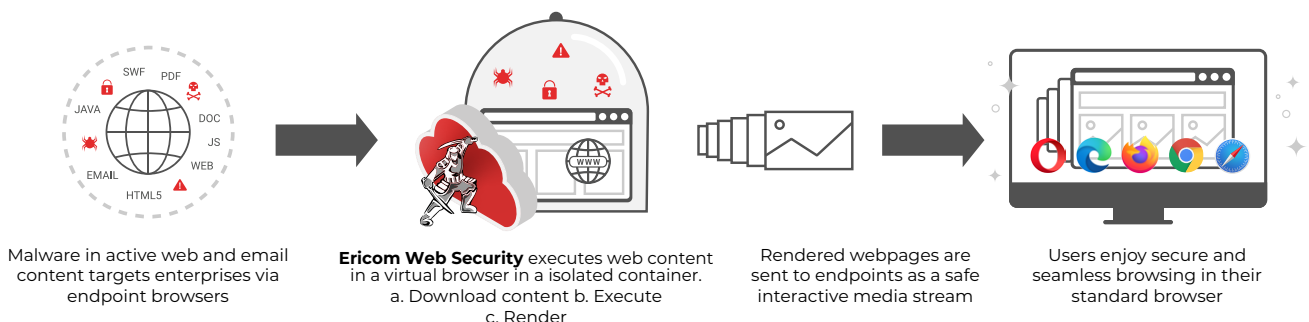 SWF
PDF
JAVA
DOC
JS
WEB
EMAIL
HTML5
WWW
Malware in active web and email
content targets enterprises via
endpoint browsers
Ericom Web Security executes web content
in a virtual browser in a isolated container.
a. Download content b. Execute
c. Render
Rendered webpages are
sent to endpoints as a safe
interactive media stream
Users enjoy secure and
seamless browsing in their
standard browser